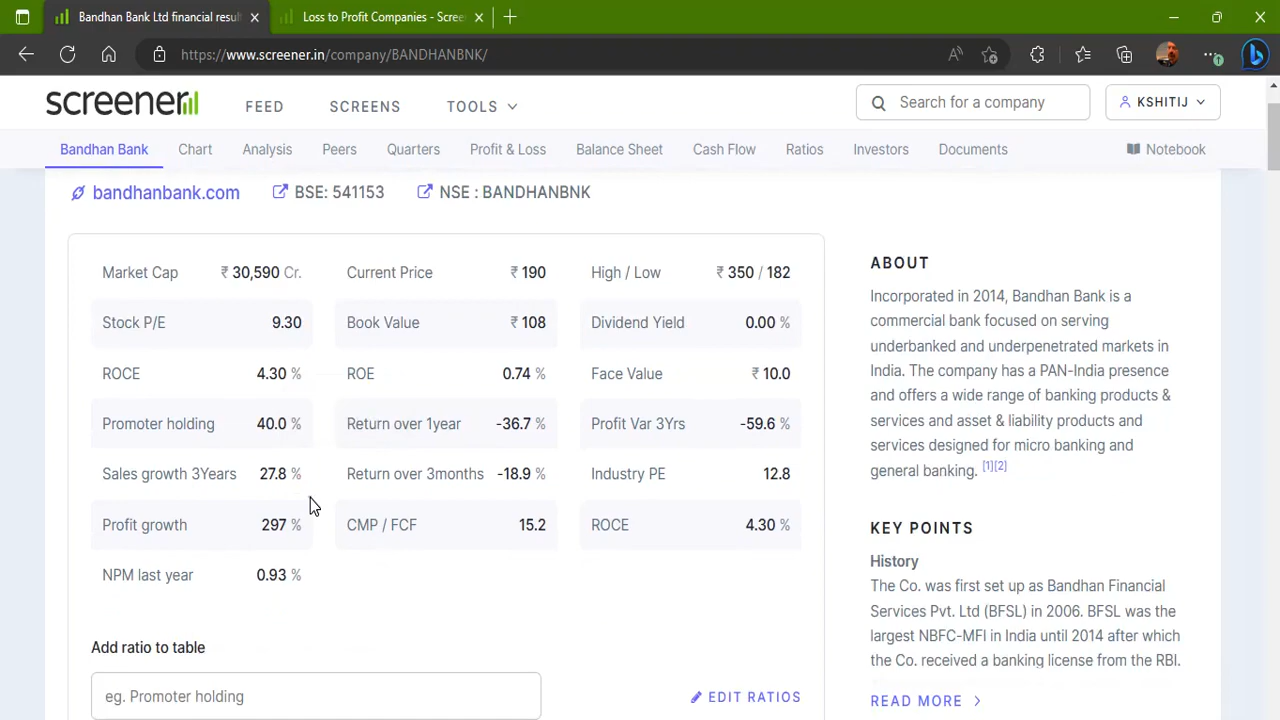 Bandhan Bank Ltd financial result
Loss to Profit Companies - Scree
https://www.screener.in/company/BANDHANBNK/
screener
FEED
SCREENS
TOOLS
Search for a company
KSHITIJ
Bandhan Bank
Chart
Analysis
Peers
Quarters
Profit & Loss
Balance Sheet
Cash Flow
Ratios
Investors
Documents
Notebook
bandhanbank.com
BSE: 541153
NSE : BANDHANBNK
Market Cap ₹ 30,590 Cr.
Current Price ₹ 190
High / Low ₹ 350 / 182
Stock P/E 9.30
Book Value ₹ 108
Dividend Yield 0.00 %
ROCE 4.30 %
ROE 0.74 %
Face Value ₹ 10.0
Promoter holding 40.0 %
Return over 1year -36.7 %
Profit Var 3Yrs -59.6 %
Sales growth 3Years 27.8 %
Return over 3months -18.9 %
Industry PE 12.8
Profit growth 297 %
CMP / FCF 15.2
ROCE 4.30 %
NPM last year 0.93 %
Add ratio to table
eg. Promoter holding
EDIT RATIOS
ABOUT
Incorporated in 2014, Bandhan Bank is a
commercial bank focused on serving
underbanked and underpenetrated markets in
India. The company has a PAN-India presence
and offers a wide range of banking products &
services and asset & liability products and
services designed for micro banking and
general banking. [1][2]
KEY POINTS
History
The Co. was first set up as Bandhan Financial
Services Pvt. Ltd (BFSL) in 2006. BFSL was the
largest NBFC-MFI in India until 2014 after which
the Co. received a banking license from the RBI.
READ MORE